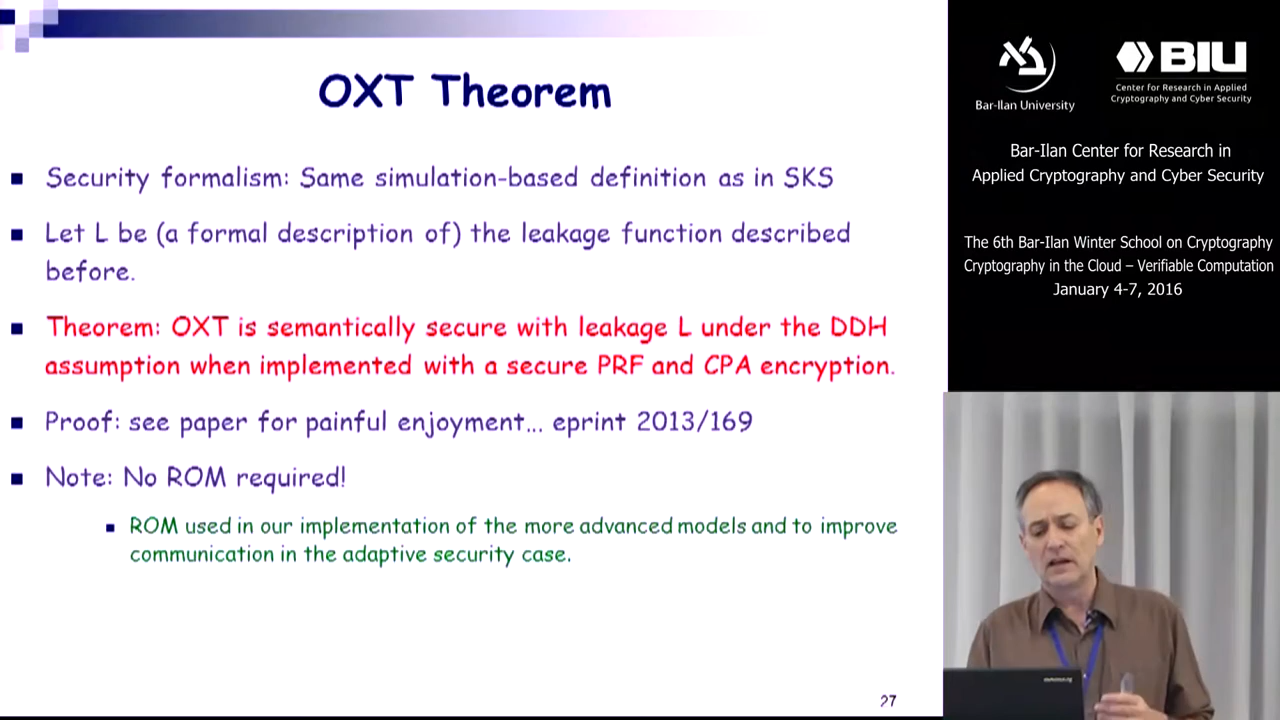 OXT Theorem
Security formalism: Same simulation-based definition as in SKS
Let L be (a formal description of) the leakage function described
before.
Theorem: OXT is semantically secure with leakage L under the DDH
assumption when implemented with a secure PRF and CPA encryption.
Proof: see paper for painful enjoyment... eprint 2013/169
Note: No ROM required!
ROM used in our implementation of the more advanced models and to improve
communication in the adaptive security case.
27
Bar-Ilan University
BIU
Center for Research in Applied
Cryptography and Cyber Security
Bar-Ilan Center for Research in
Applied Cryptography and Cyber Security
The 6th Bar-Ilan Winter School on Cryptography
Cryptography in the Cloud – Verifiable Computation
January 4-7, 2016